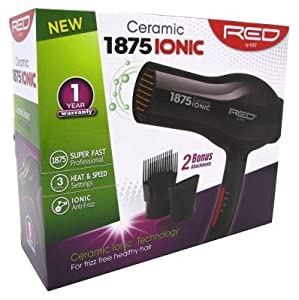 NEW
Ceramic
1875 IONIC
RED
by KISS
1
YEAR
warranty
1875 SUPER FAST
Professional
3 HEAT & SPEED
Settings
IONIC
Anti-Frizz
1875 IONIC
RED
2 Bonus
Attachments
Ceramic Ionic Technology
For frizz free healthy hair